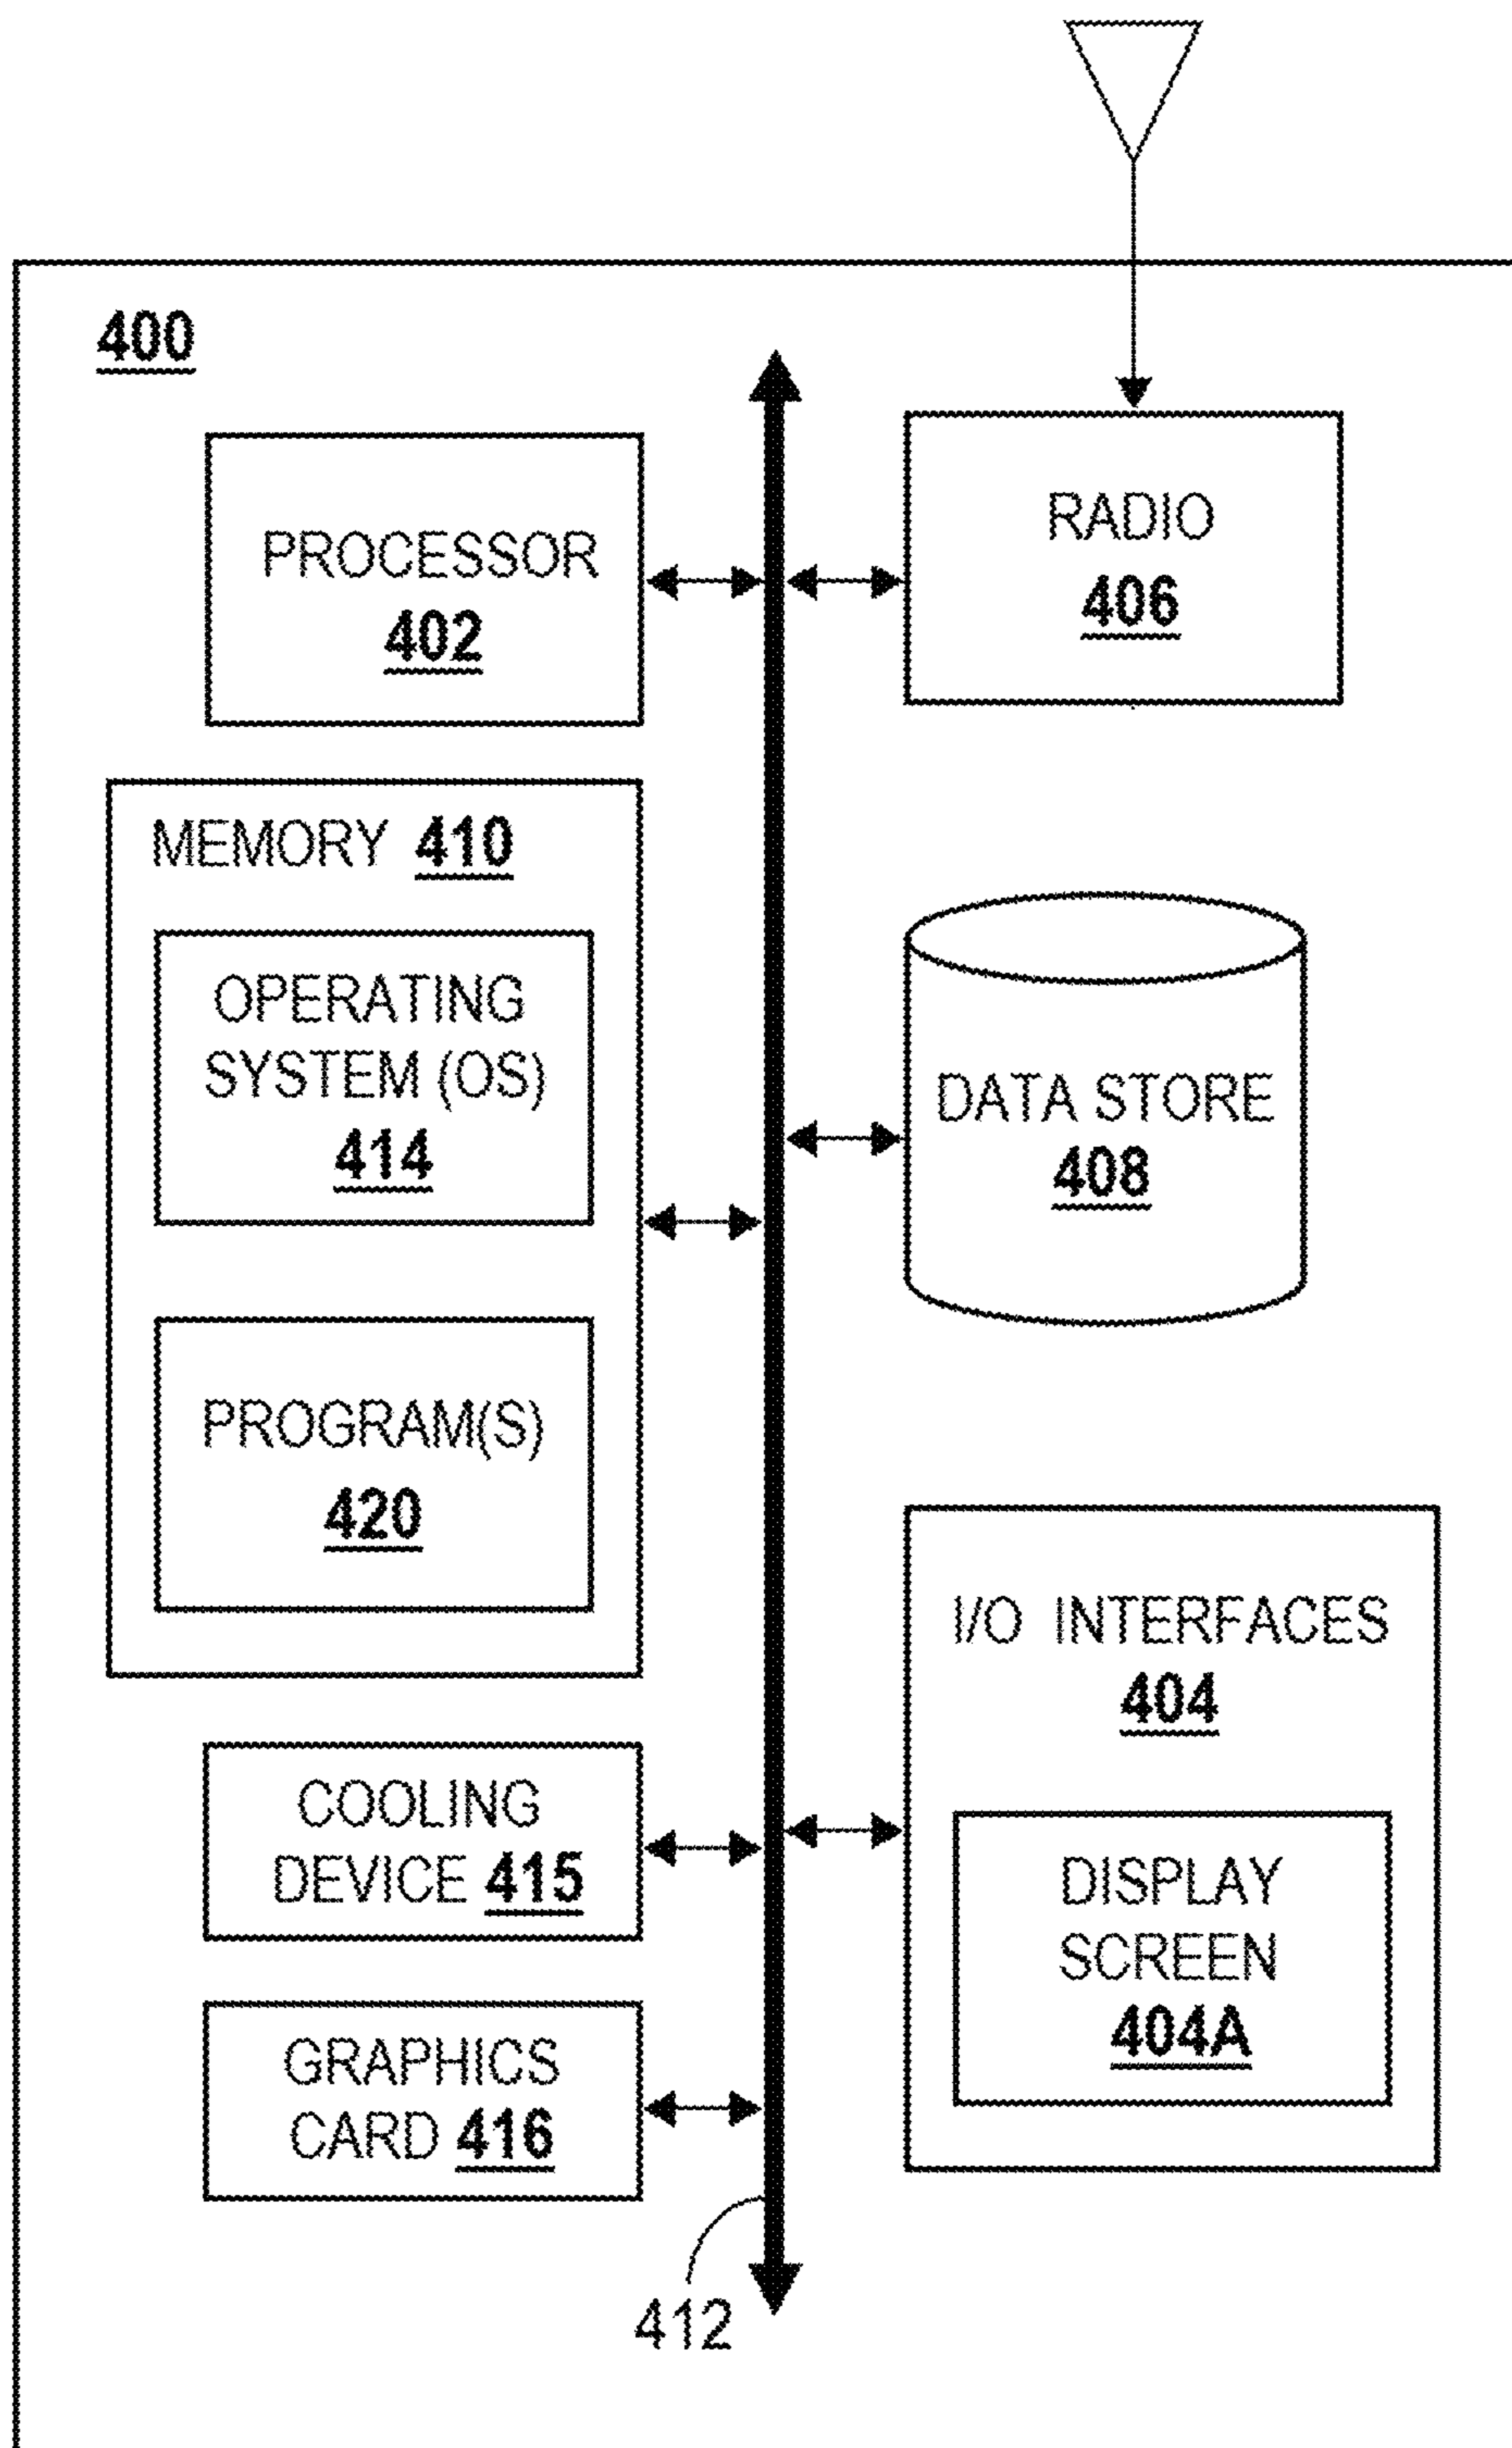 400
PROCESSOR
402
RADIO
406
MEMORY 410
OPERATING
SYSTEM (OS)
414
PROGRAM(S)
420
DATA STORE
408
I/O INTERFACES
404
DISPLAY
SCREEN
404A
COOLING
DEVICE 415
GRAPHICS
CARD 416
412